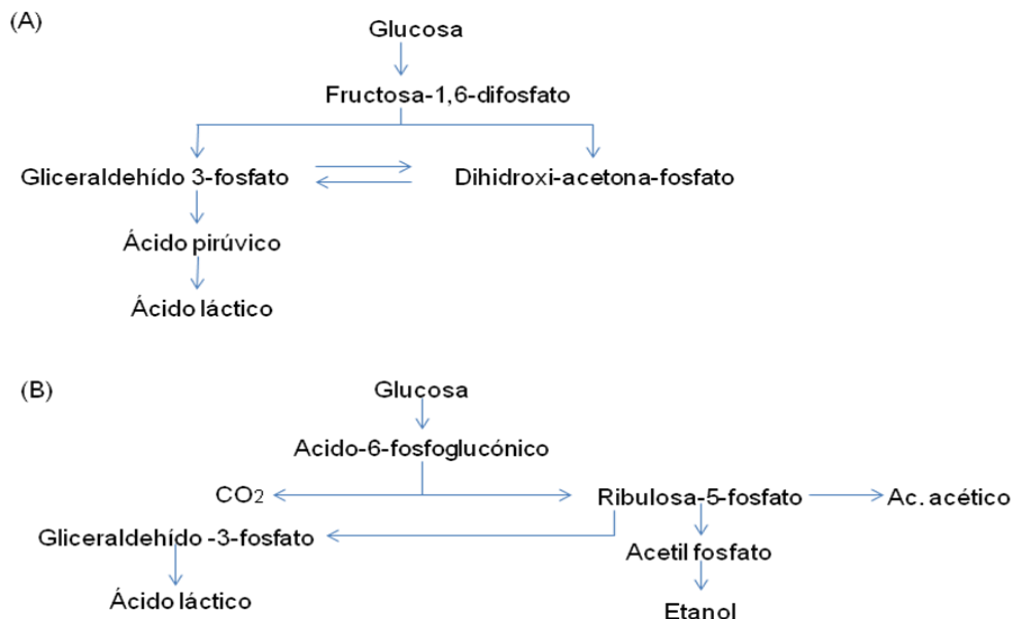 (A)
Glucosa
Fructosa-1,6-difosfato
Gliceraldehído 3-fosfato
Dihidroxi-acetona-fosfato
Ácido pirúvico
Ácido láctico
(B)
Glucosa
Acido-6-fosfoglucónico
CO2
Ribulosa-5-fosfato
Ac. acético
Gliceraldehído -3-fosfato
Acetil fosfato
Ácido láctico
Etanol